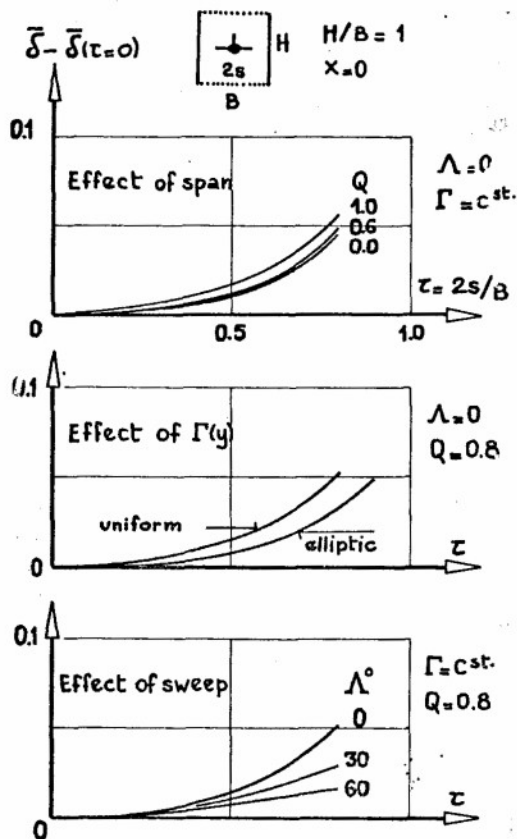 δ̄ - δ̄(τ=0)
H
2s
B
H/B = 1
X=0
0.1
Effect of span
Q
1.0
0.6
0.0
Λ=0
Γ=cst.
τ= 2s/B
0
0.5
1.0
0.1
Effect of Γ(y)
Λ=0
Q=0.8
uniform
elliptic
0
τ
0.1
Effect of sweep
Λ°
0
30
60
Γ=cst.
Q=0.8
0
τ